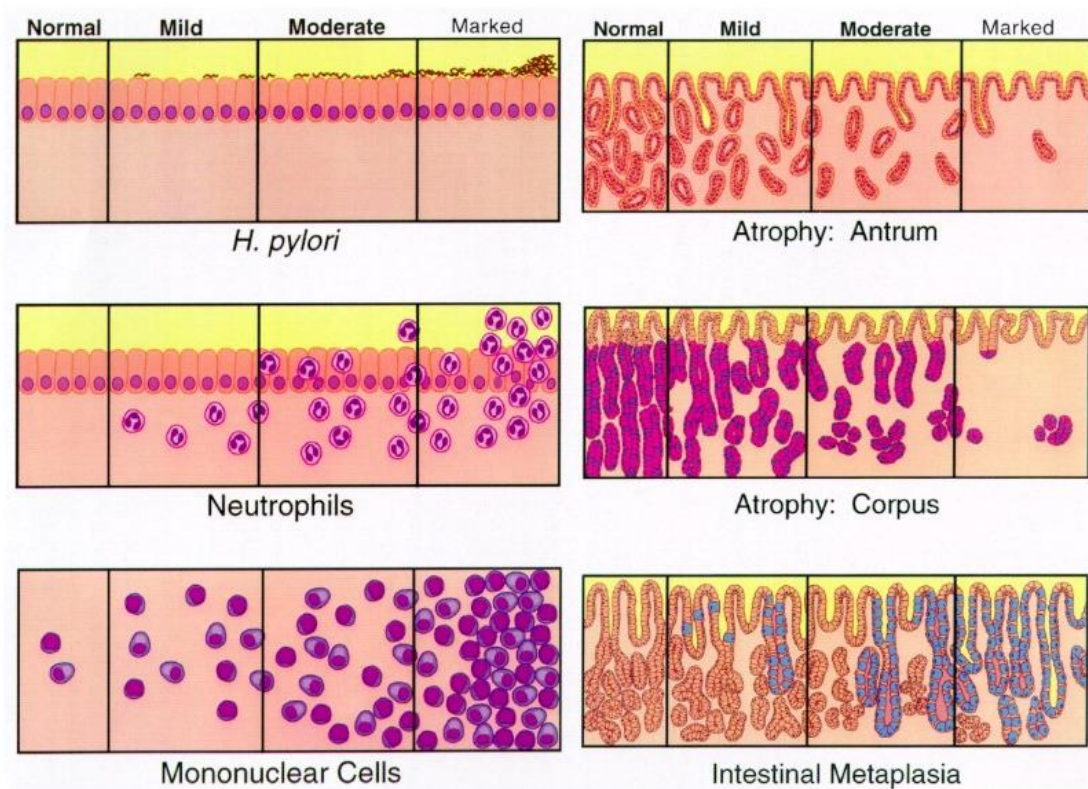 Normal Mild Moderate Marked
H. pylori
Neutrophils
Mononuclear Cells
Normal Mild Moderate Marked
Atrophy: Antrum
Atrophy: Corpus
Intestinal Metaplasia